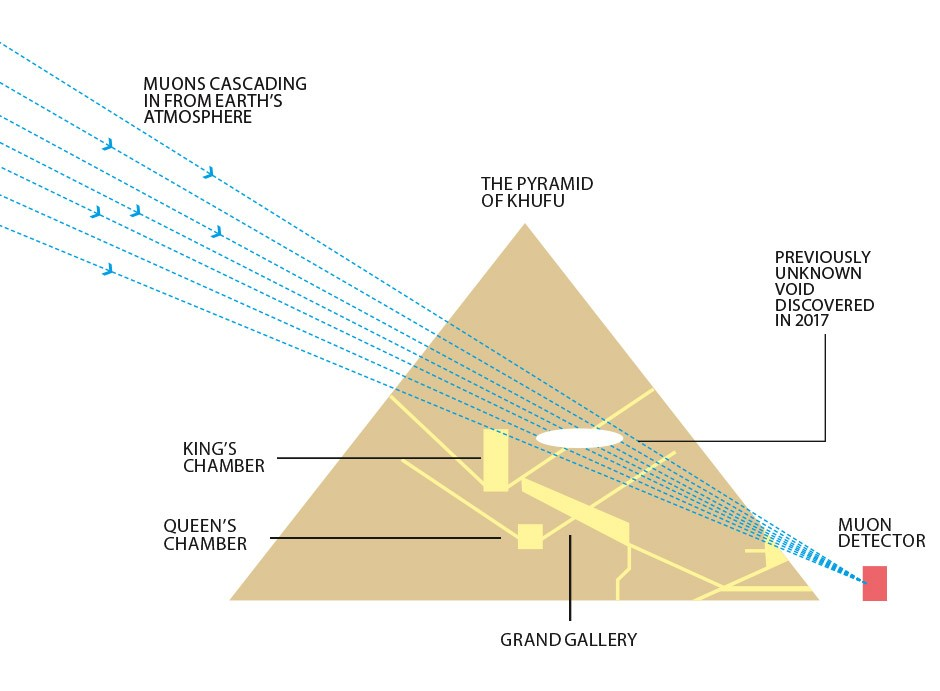 MUONS CASCADING
IN FROM EARTH'S
ATMOSPHERE
THE PYRAMID
OF KHUFU
PREVIOUSLY
UNKNOWN
VOID
DISCOVERED
IN 2017
KING'S
CHAMBER
QUEEN'S
CHAMBER
MUON
DETECTOR
GRAND GALLERY